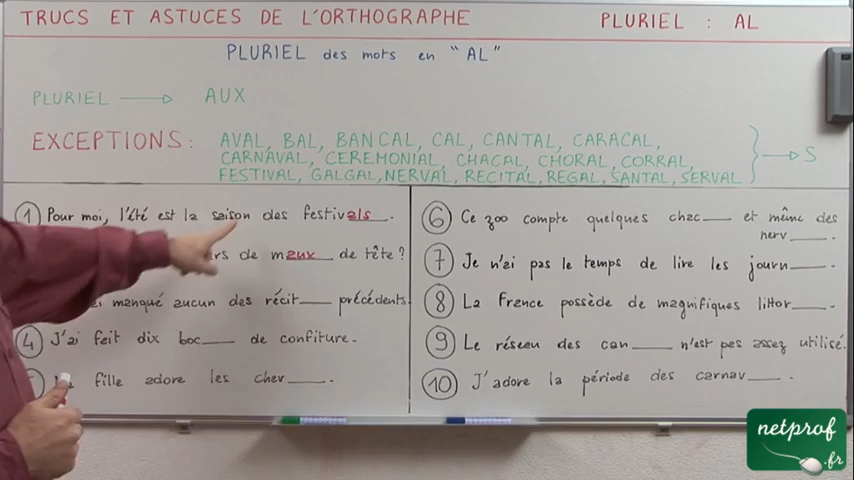 TRUCS ET ASTUCES DE L'ORTHOGRAPHE PLURIEL : AL
PLURIEL des mots en "AL"
PLURIEL → AUX
EXCEPTIONS: AVAL, BAL, BANCAL, CAL, CANTAL, CARACAL,
CARNAVAL, CEREMONIAL, CHACAL, CHORAL, CORRAL,
FESTIVAL, GALGAL, NERVAL, RECITAL, REGAL, SANTAL, SERVAL → S
1 Pour moi, l'été est la saison des festivals.
de maux de tête?
manqué aucun des récit___ précédents.
4 J'ai fait dix boc___ de confiture.
fille adore les chev___.
6 Ce zoo compte quelques chac___ et même des
nerv___.
7 Je n'ai pas le temps de lire les journ___.
8 La France possède de magnifiques littor___.
9 Le réseau des can___ n'est pas assez utilisé.
10 J'adore la période des carnav___.
netprof
.fr